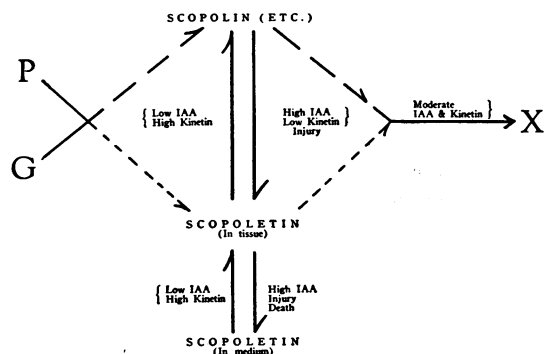 SCOPOLIN (ETC.)
P
G
{ Low IAA
High Kinetin
High IAA }
Low Kinetin
Injury
Moderate }
IAA & Kinetin
X
SCOPOLETIN
(In tissue)
{ Low IAA
High Kinetin
High IAA
Injury
Death
SCOPOLETIN
(In medium)